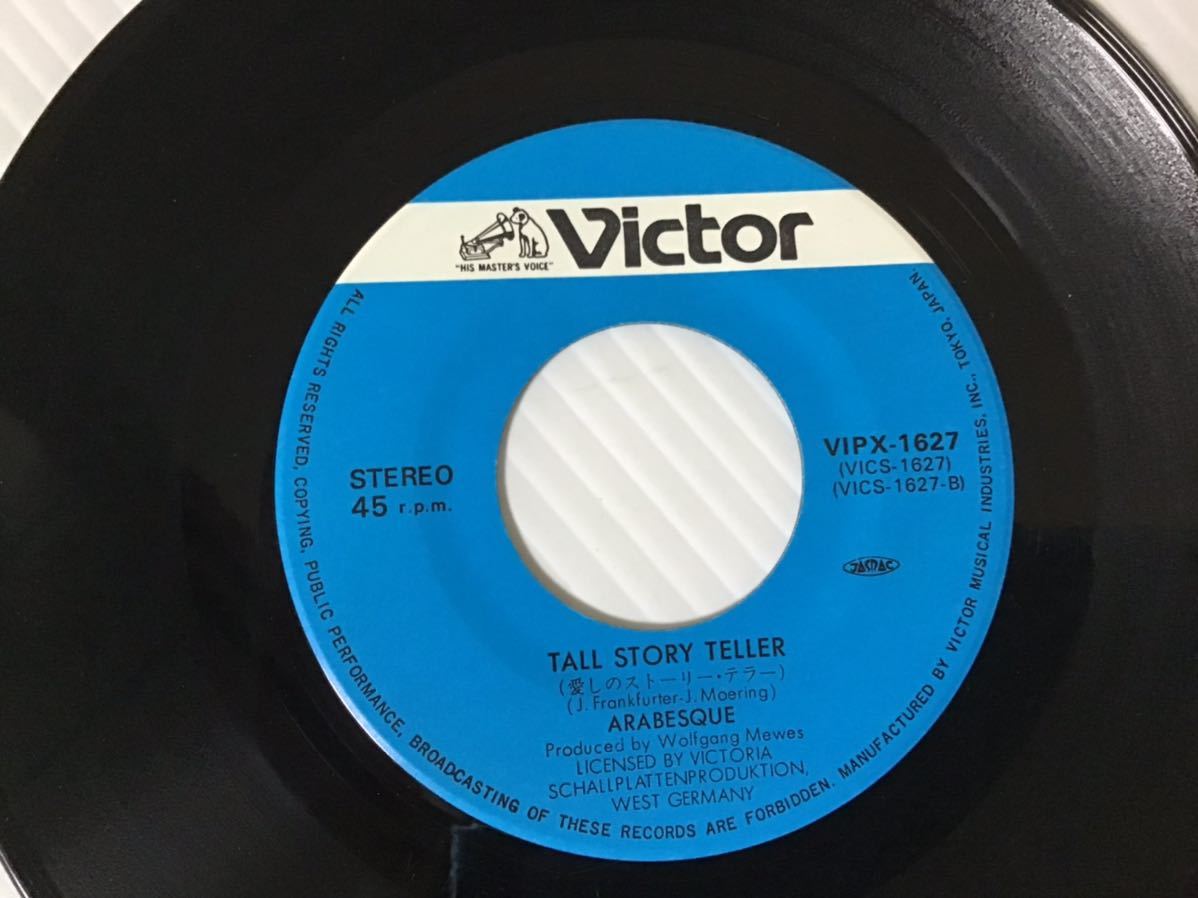 Victor
"HIS MASTER'S VOICE"
STEREO
45 r.p.m.
VIPX-1627
(VICS-1627)
(VICS-1627-B)
JASRAC
TALL STORY TELLER
(愛しのストーリー・テラー)
(J. Frankfurter-J. Moering)
ARABESQUE
Produced by Wolfgang Mewes
LICENSED BY VICTORIA
SCHALLPLATTENPRODUKTION,
WEST GERMANY
ALL RIGHTS RESERVED, COPYING, PUBLIC PERFORMANCE, BROADCASTING OF THESE RECORDS ARE FORBIDDEN. MANUFACTURED BY VICTOR MUSICAL INDUSTRIES, INC., TOKYO, JAPAN.